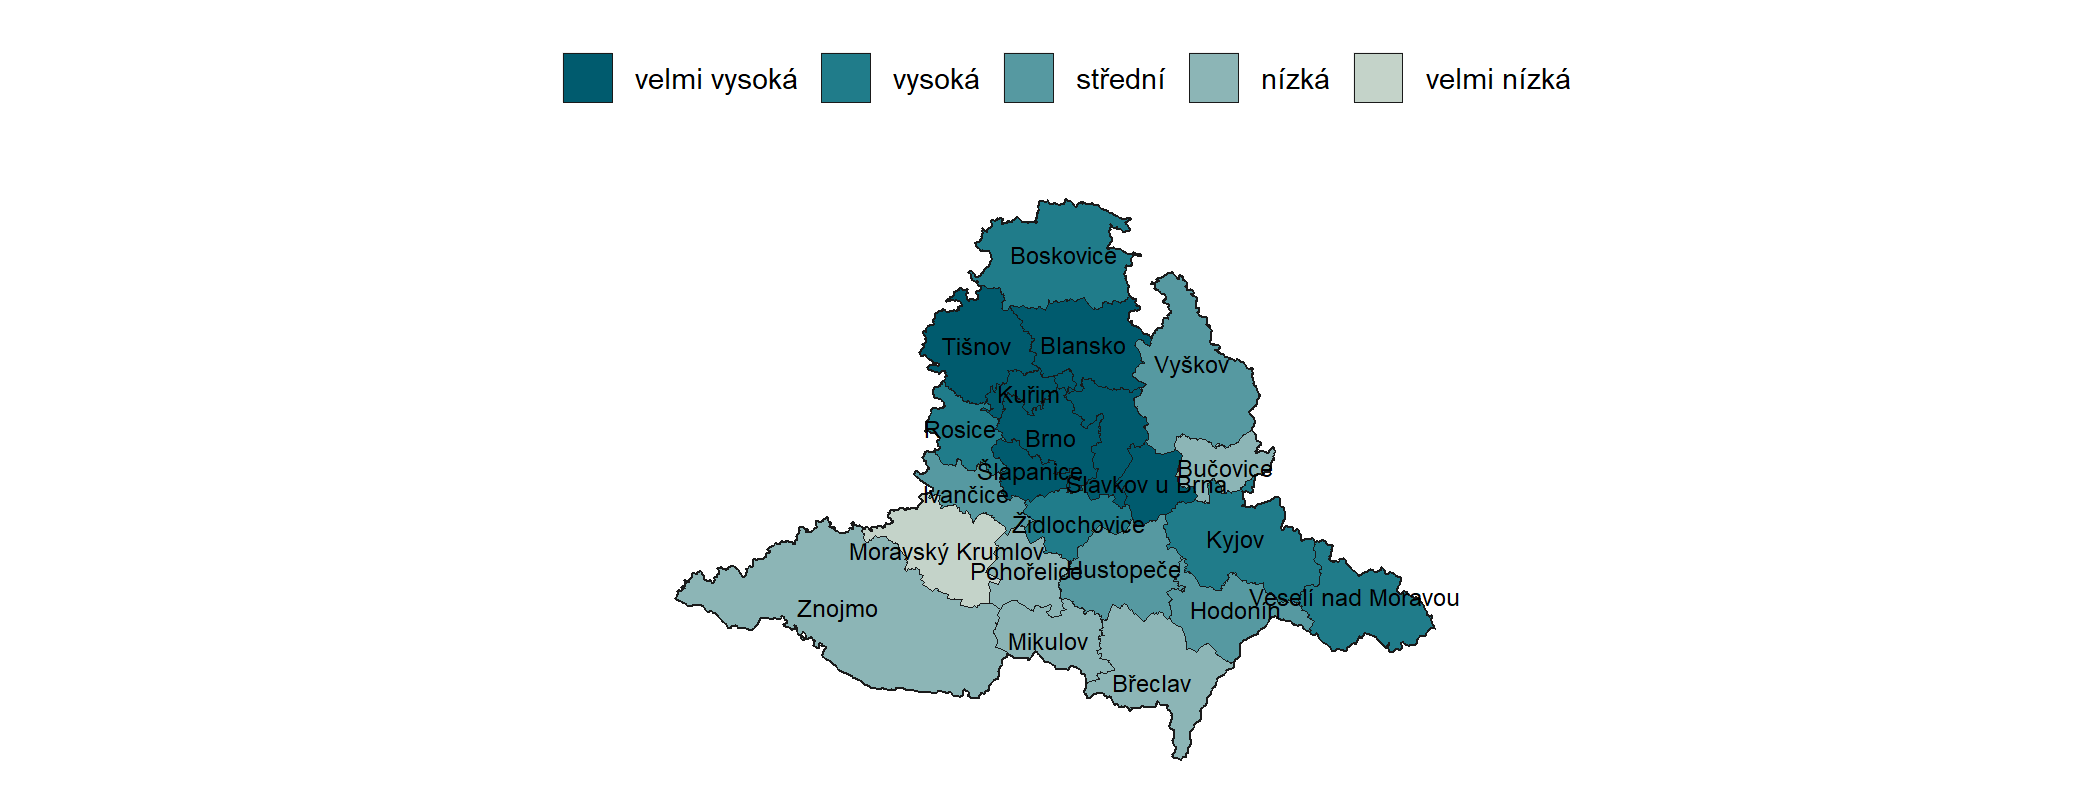 velmi vysoká
vysoká
střední
nízká
velmi nízká
Boskovice
Tišnov
Blansko
Vyškov
Kuřim
Rosice
Brno
Šlapanice
Bučovice
Slavkov u Brna
Ivančice
Židlochovice
Kyjov
Moravský Krumlov
Pohořelice
Hustopeče
Veselí nad Moravou
Znojmo
Hodonín
Mikulov
Břeclav